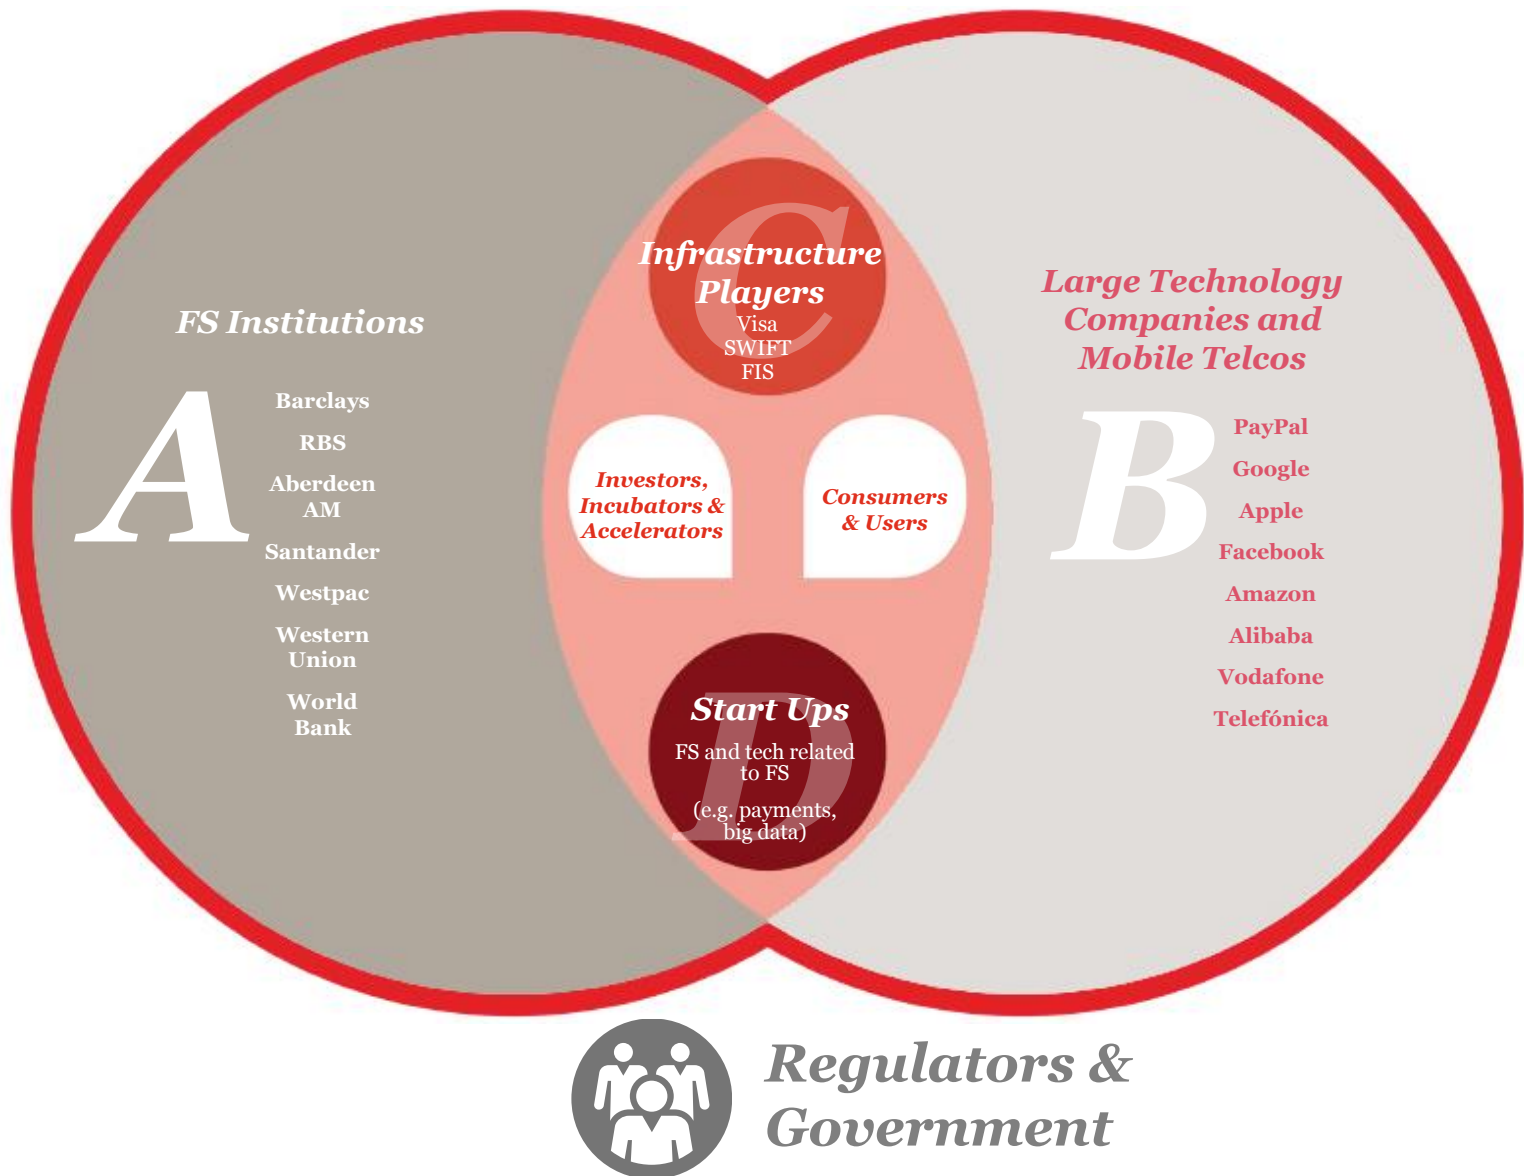 FS Institutions
A
Barclays
RBS
Aberdeen
AM
Santander
Westpac
Western
Union
World
Bank
C
Infrastructure
Players
Visa
SWIFT
FIS
Investors,
Incubators &
Accelerators
Consumers
& Users
D
Start Ups
FS and tech related
to FS
(e.g. payments,
big data)
Large Technology
Companies and
Mobile Telcos
B
PayPal
Google
Apple
Facebook
Amazon
Alibaba
Vodafone
Telefónica
Regulators &
Government